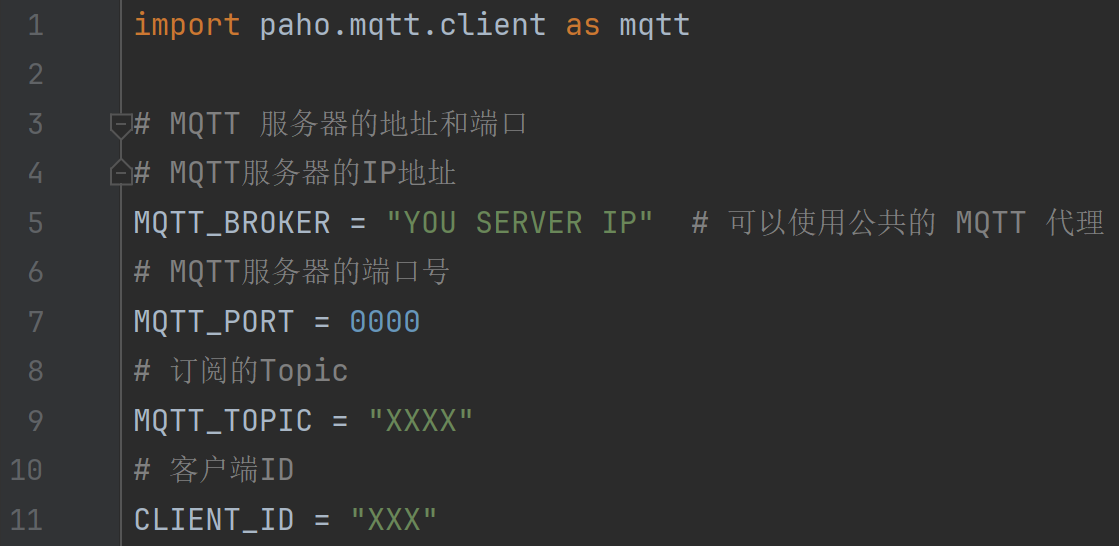 1 import paho.mqtt.client as mqtt
2
3 # MQTT 服务器的地址和端口
4 # MQTT服务器的IP地址
5 MQTT_BROKER = "YOU SERVER IP"  # 可以使用公共的 MQTT 代理
6 # MQTT服务器的端口号
7 MQTT_PORT = 0000
8 # 订阅的Topic
9 MQTT_TOPIC = "XXXX"
10 # 客户端ID
11 CLIENT_ID = "XXX"